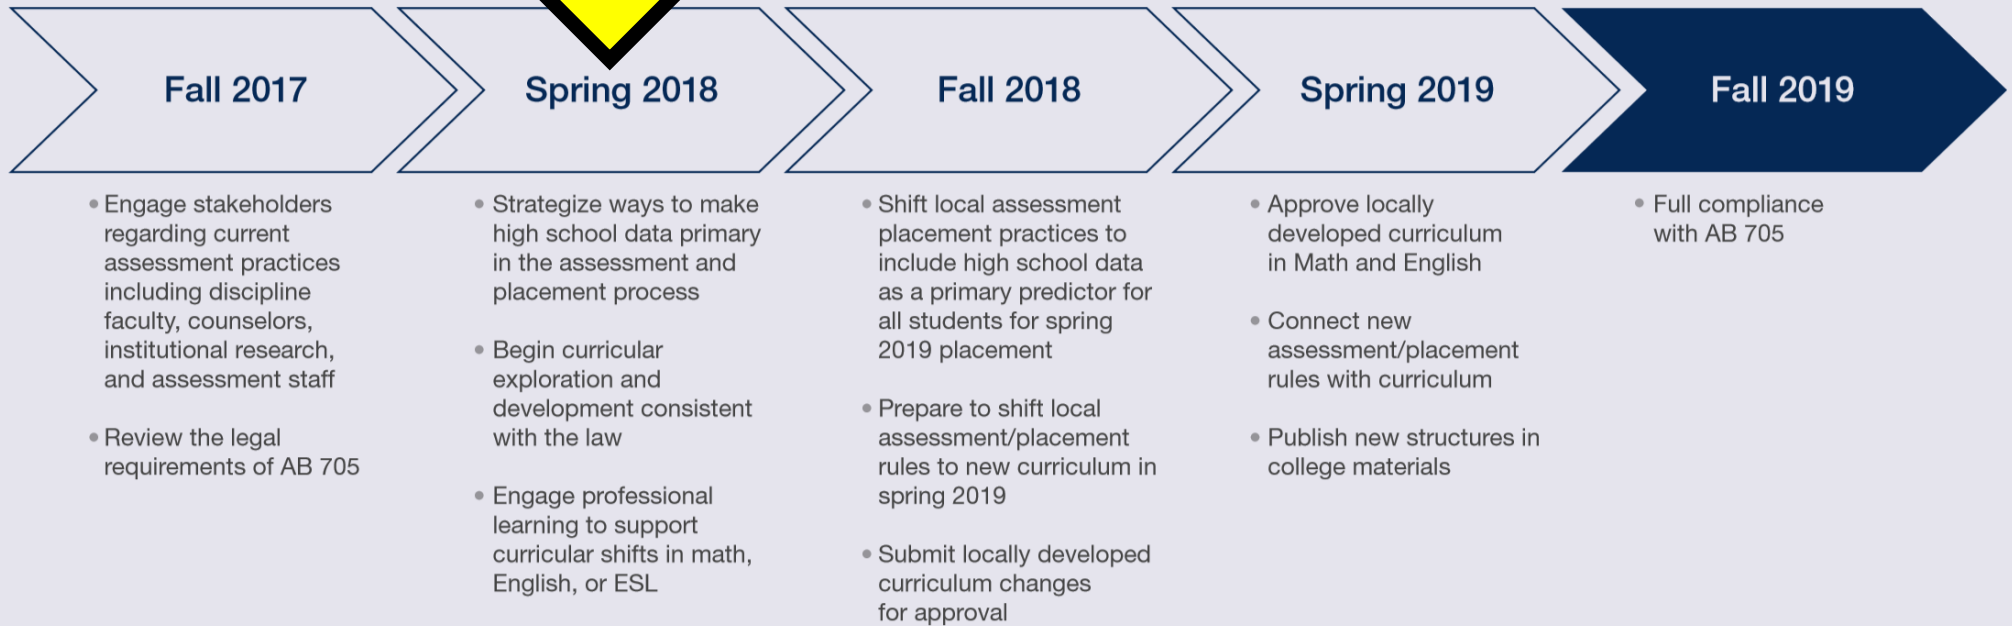 Fall 2017
• Engage stakeholders
regarding current
assessment practices
including discipline
faculty, counselors,
institutional research,
and assessment staff
• Review the legal
requirements of AB 705
Spring 2018
• Strategize ways to make
high school data primary
in the assessment and
placement process
• Begin curricular
exploration and
development consistent
with the law
• Engage professional
learning to support
curricular shifts in math,
English, or ESL
Fall 2018
• Shift local assessment
placement practices to
include high school data
as a primary predictor for
all students for spring
2019 placement
• Prepare to shift local
assessment/placement
rules to new curriculum in
spring 2019
• Submit locally developed
curriculum changes
for approval
Spring 2019
• Approve locally
developed curriculum
in Math and English
• Connect new
assessment/placement
rules with curriculum
• Publish new structures in
college materials
Fall 2019
• Full compliance
with AB 705